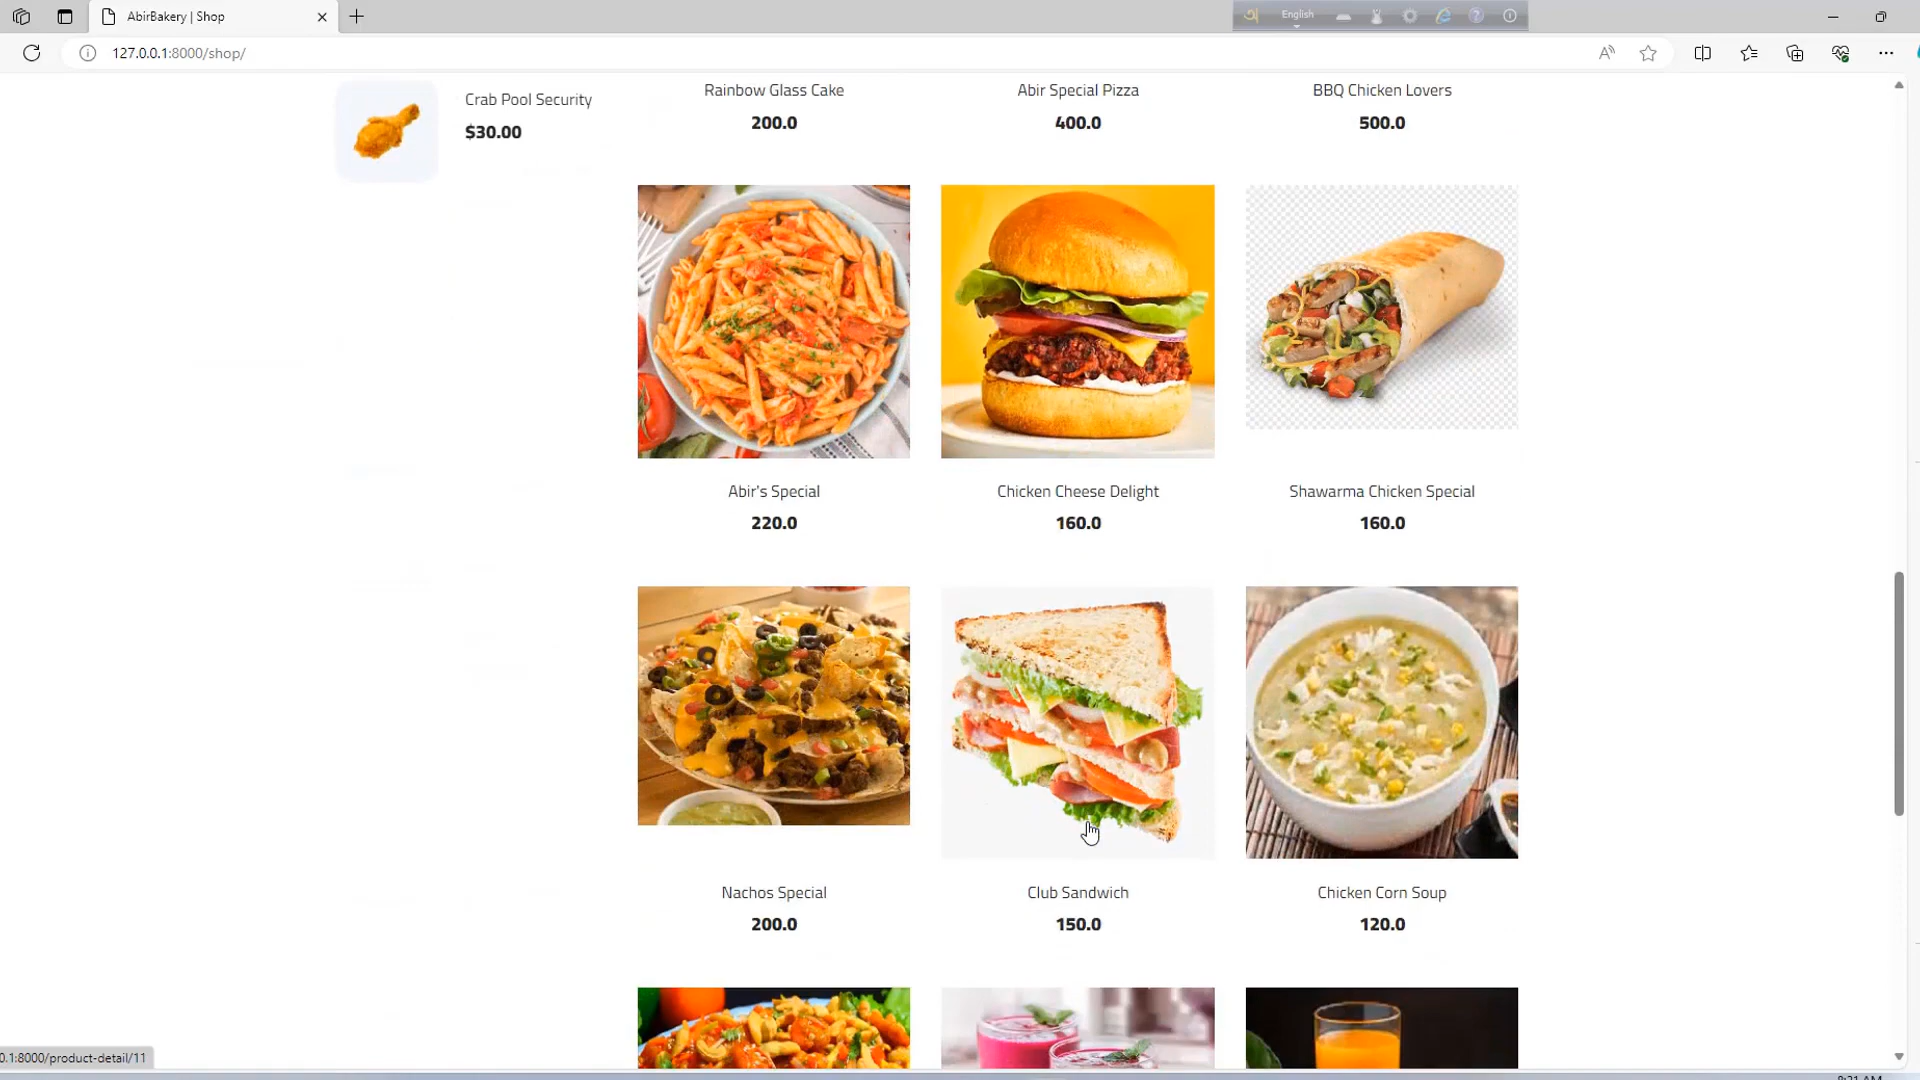 AbirBakery | Shop
English
127.0.0.1:8000/shop/
Crab Pool Security
$30.00
Rainbow Glass Cake
200.0
Abir Special Pizza
400.0
BBQ Chicken Lovers
500.0
Abir's Special
220.0
Chicken Cheese Delight
160.0
Shawarma Chicken Special
160.0
Nachos Special
200.0
Club Sandwich
150.0
Chicken Corn Soup
120.0
0.1:8000/product-detail/11